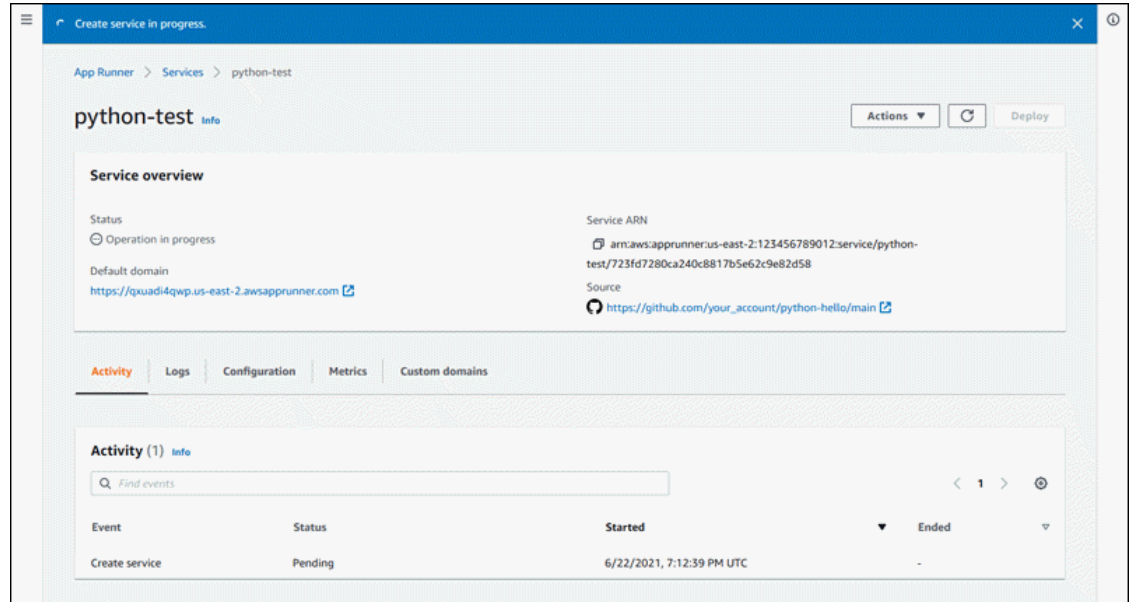 Create service in progress.
App Runner > Services > python-test
python-test Info
Actions ▼ Deploy
Service overview
Status
Operation in progress
Default domain
https://qxuadi4qwp.us-east-2.awsapprunner.com
Service ARN
arn:aws:apprunner:us-east-2:123456789012:service/python-
test/723fd7280ca240c8817b5e62c9e82d58
Source
https://github.com/your_account/python-hello/main
Activity Logs Configuration Metrics Custom domains
Activity (1) Info
Find events
< 1 >
Event Status Started Ended
Create service Pending 6/22/2021, 7:12:39 PM UTC -